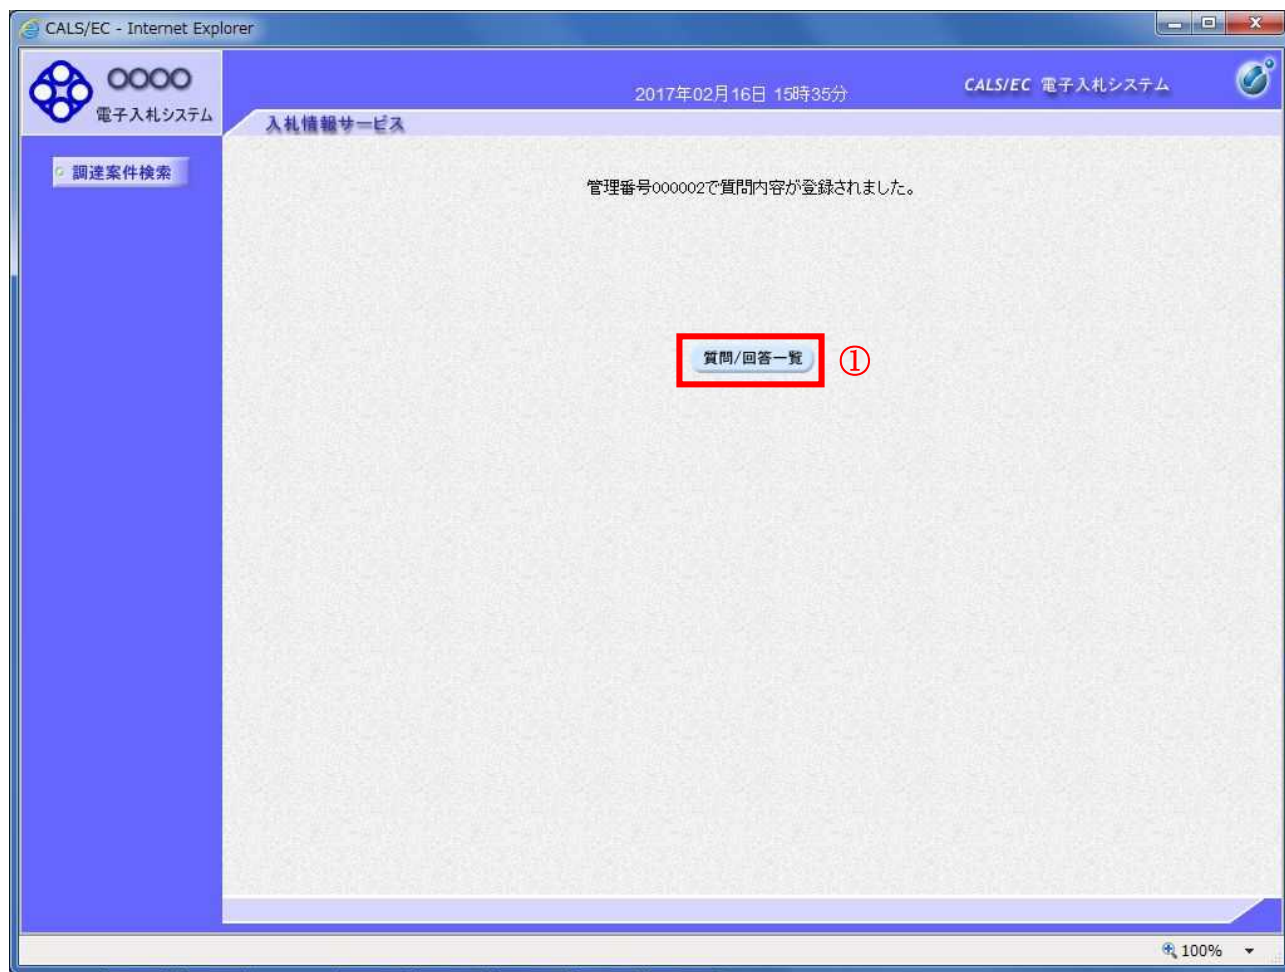 CALS/EC - Internet Explorer
〇〇〇〇
電子入札システム
2017年02月16日 15時35分
CALS/EC 電子入札システム
入札情報サービス
調達案件検索
管理番号000002で質問内容が登録されました。
質問/回答一覧
①
100%